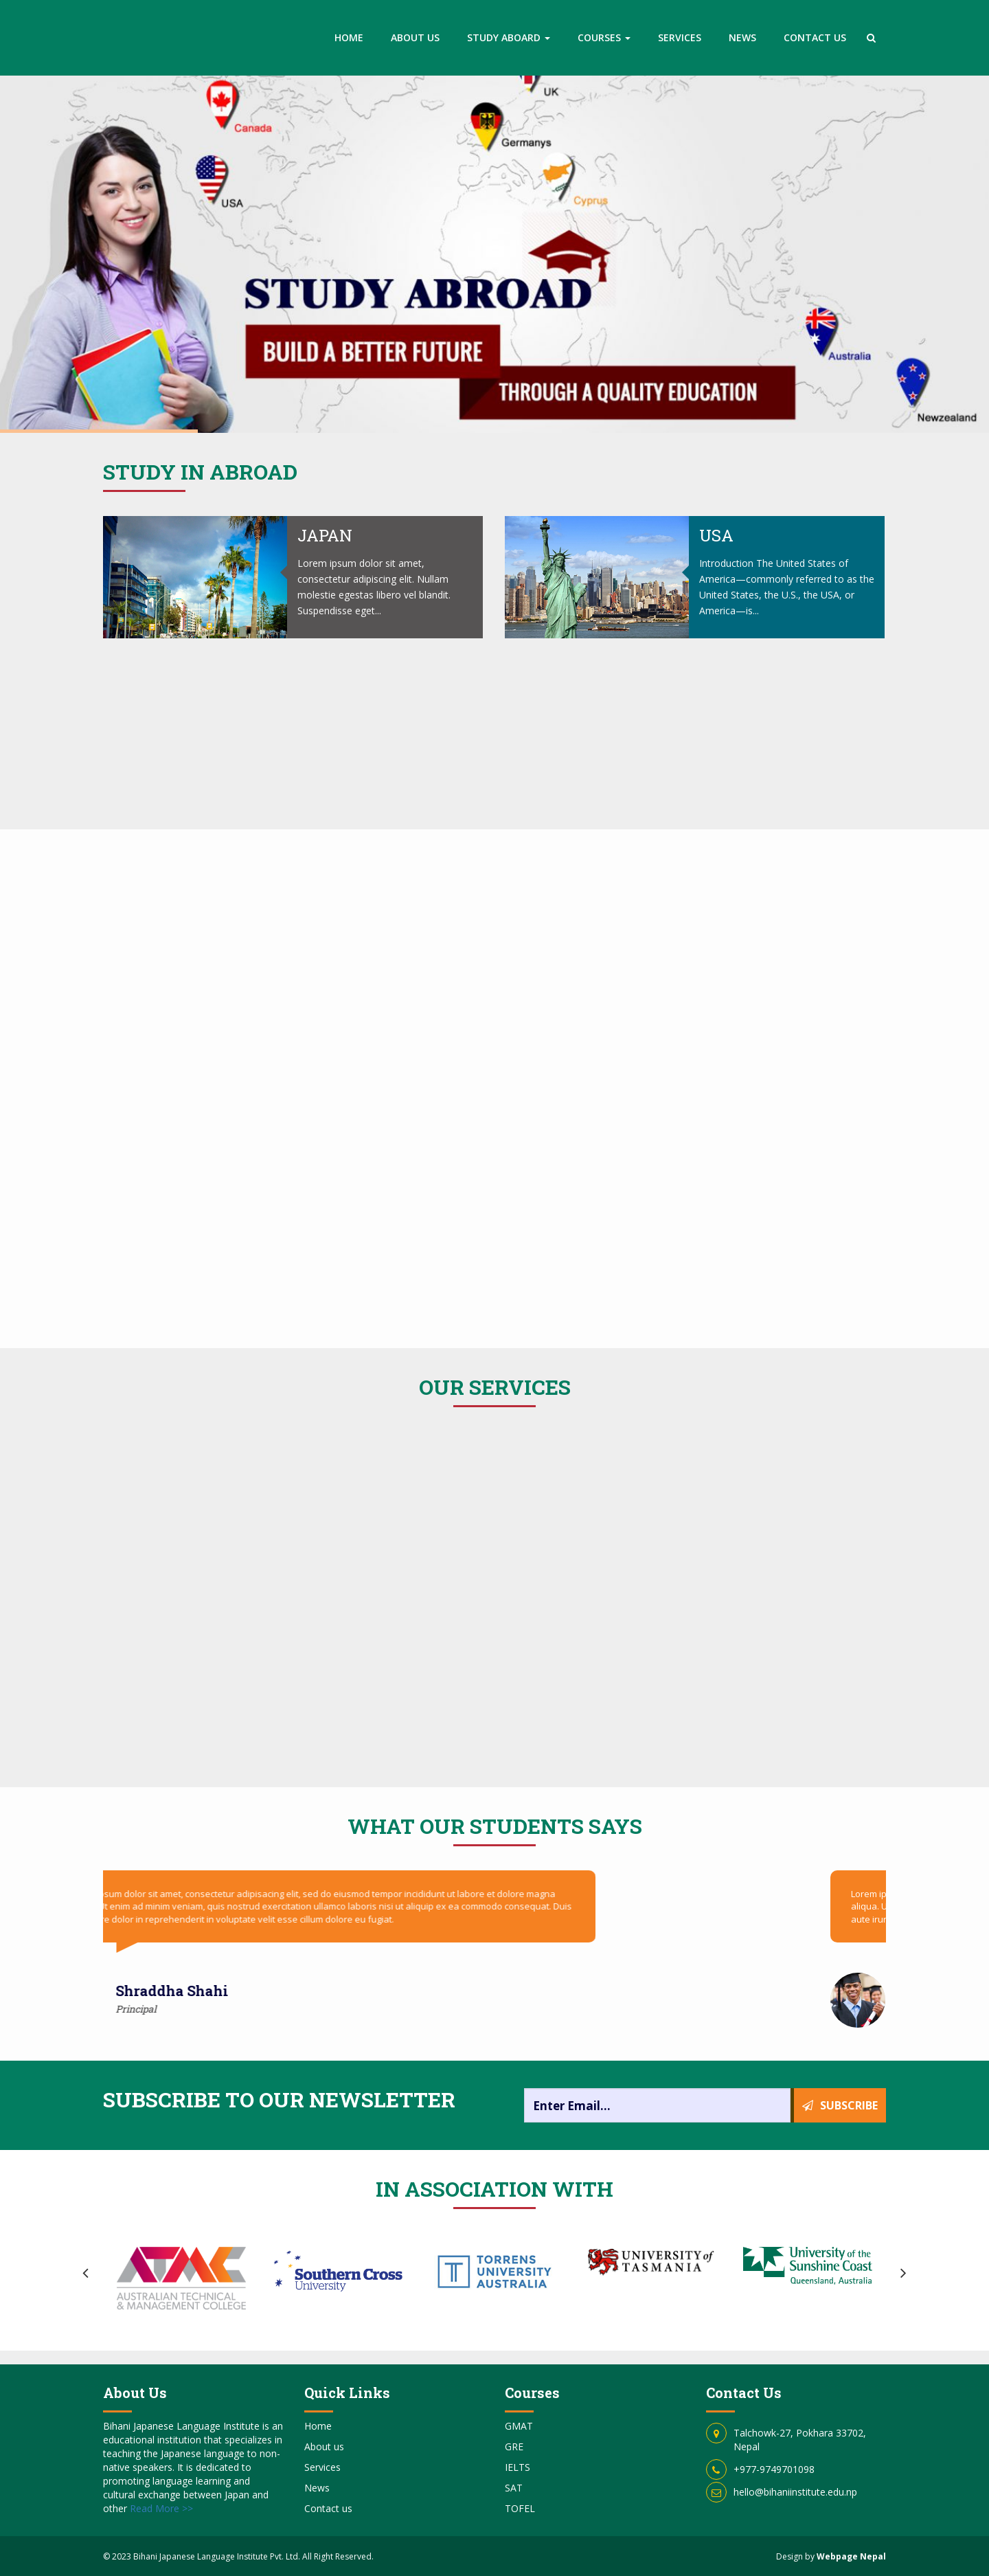 HOME ABOUT US STUDY ABOARD COURSES SERVICES NEWS CONTACT US
UK
Canada
Germanys
USA
Cyprus
STUDY ABROAD
BUILD A BETTER FUTURE
THROUGH A QUALITY EDUCATION
Australia
Newzealand
STUDY IN ABROAD
JAPAN
Lorem ipsum dolor sit amet,
consectetur adipiscing elit. Nullam
molestie egestas libero vel blandit.
Suspendisse eget...
USA
Introduction The United States of
America—commonly referred to as the
United States, the U.S., the USA, or
America—is...
OUR SERVICES
WHAT OUR STUDENTS SAYS
sum dolor sit amet, consectetur adipisacing elit, sed do eiusmod tempor incididunt ut labore et dolore magna
t enim ad minim veniam, quis nostrud exercitation ullamco laboris nisi ut aliquip ex ea commodo consequat. Duis
e dolor in reprehenderit in voluptate velit esse cillum dolore eu fugiat.
Shraddha Shahi
Principal
Lorem ip
aliqua. U
aute irur
SUBSCRIBE TO OUR NEWSLETTER
Enter Email...
SUBSCRIBE
IN ASSOCIATION WITH
ATMC
AUSTRALIAN TECHNICAL
& MANAGEMENT COLLEGE
Southern Cross
University
T
TORRENS
UNIVERSITY
AUSTRALIA
UNIVERSITY of
TASMANIA
University of the
Sunshine Coast
Queensland, Australia
About Us
Bihani Japanese Language Institute is an
educational institution that specializes in
teaching the Japanese language to non-
native speakers. It is dedicated to
promoting language learning and
cultural exchange between Japan and
other Read More >>
Quick Links
Home
About us
Services
News
Contact us
Courses
GMAT
GRE
IELTS
SAT
TOFEL
Contact Us
Talchowk-27, Pokhara 33702,
Nepal
+977-9749701098
hello@bihaniinstitute.edu.np
© 2023 Bihani Japanese Language Institute Pvt. Ltd. All Right Reserved.
Design by Webpage Nepal